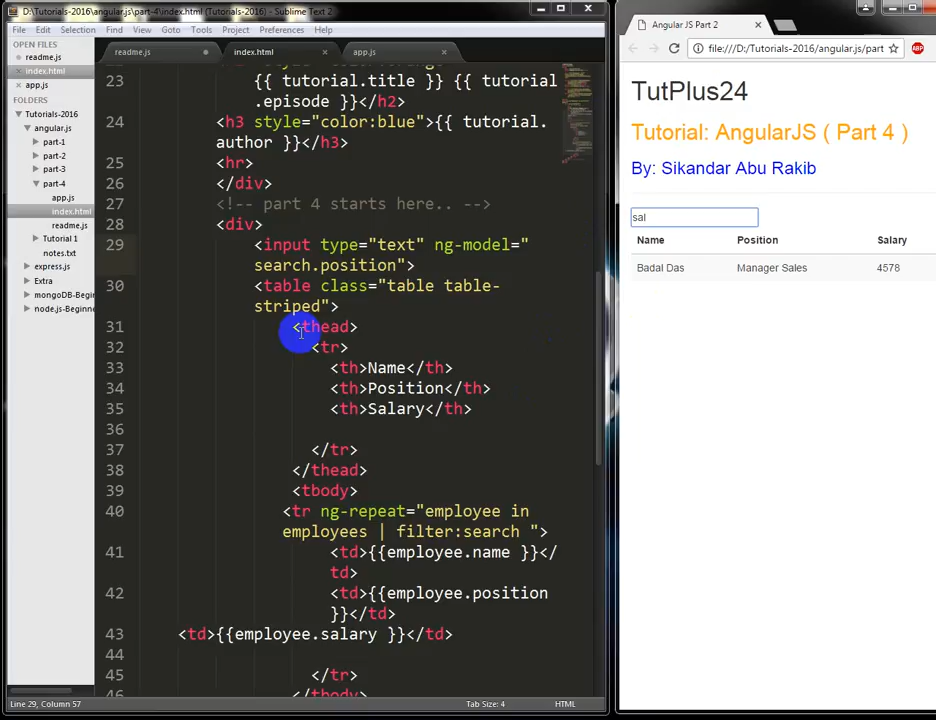 D:\Tutorials-2016\angular.js\part-4\index.html (Tutorials-2016) - Sublime Text 2
File Edit Selection Find View Goto Tools Project Preferences Help
OPEN FILES
readme.js
index.html
app.js
FOLDERS
Tutorials-2016
angular.js
part-1
part-2
part-3
part-4
app.js
index.html
readme.js
Tutorial 1
notes.txt
express.js
Extra
mongoDB-Begin
node.js-Beginne
readme.js index.html app.js
23 {{ tutorial.title }} {{ tutorial
.episode }}</h2>
24 <h3 style="color:blue">{{ tutorial.
author }}</h3>
25 <hr>
26 </div>
27 <!-- part 4 starts here.. -->
28 <div>
29 <input type="text" ng-model="
search.position">
30 <table class="table table-
striped">
31 <thead>
32 <tr>
33 <th>Name</th>
34 <th>Position</th>
35 <th>Salary</th>
36
37 </tr>
38 </thead>
39 <tbody>
40 <tr ng-repeat="employee in
employees | filter:search ">
41 <td>{{employee.name }}</
td>
42 <td>{{employee.position
}}</td>
43 <td>{{employee.salary }}</td>
44
45 </tr>
46 </tbody>
Line 29, Column 57 Tab Size: 4 HTML
Angular JS Part 2
file:///D:/Tutorials-2016/angular.js/part
ABP
TutPlus24
Tutorial: AngularJS ( Part 4 )
By: Sikandar Abu Rakib
sal
Name Position Salary
Badal Das Manager Sales 4578